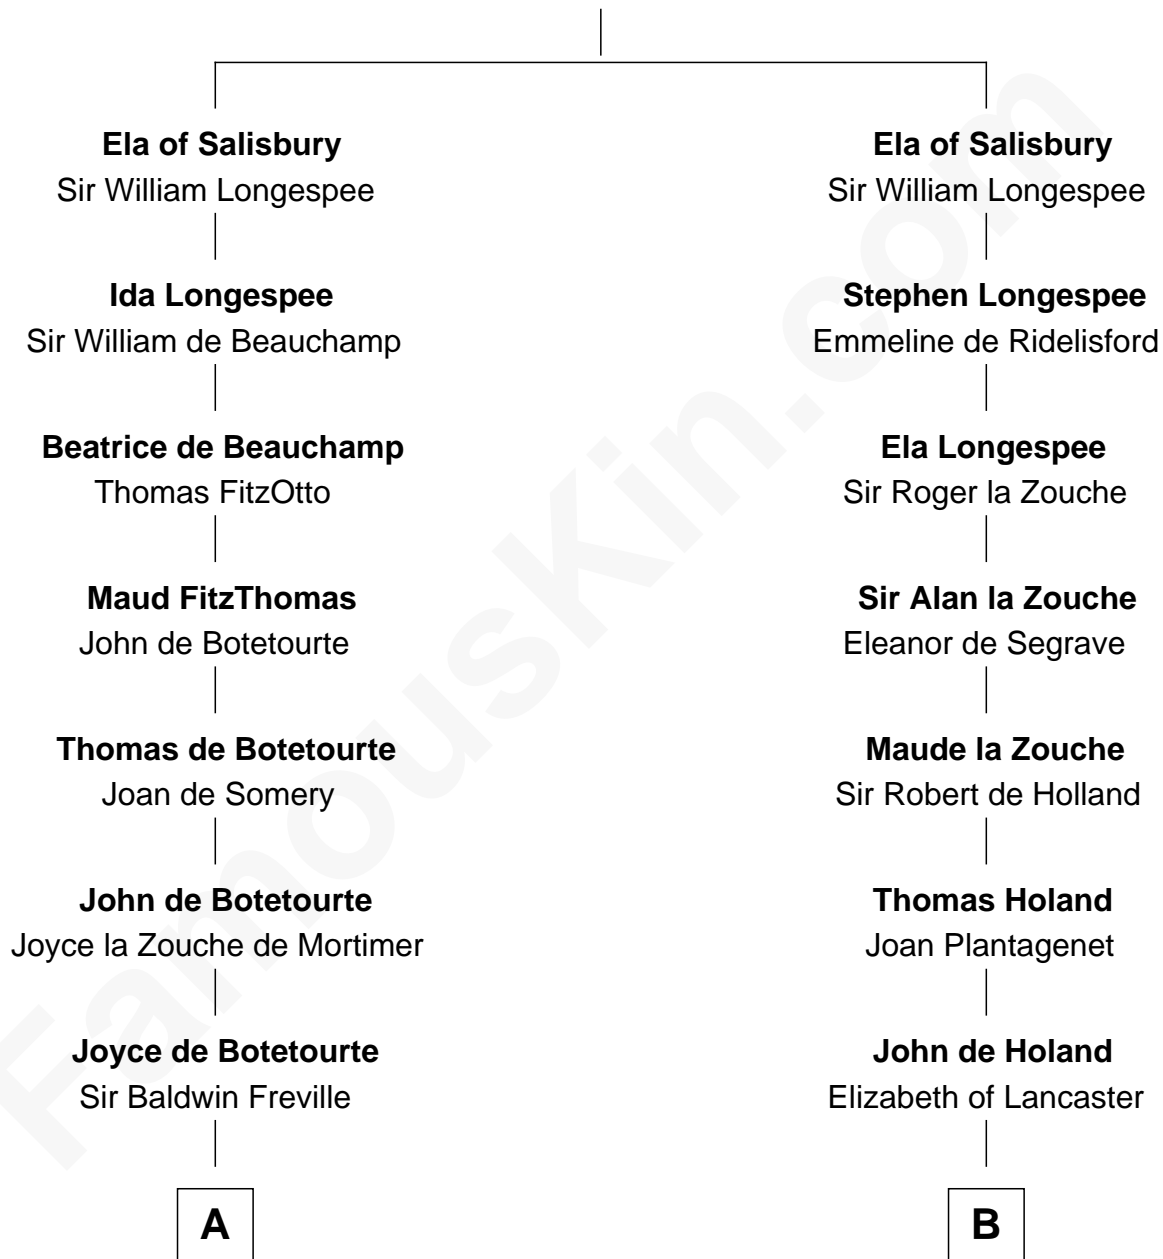 Ela of Salisbury
Sir William Longespee
Ida Longespee
Sir William de Beauchamp
Beatrice de Beauchamp
Thomas FitzOtto
Maud FitzThomas
John de Botetourte
Thomas de Botetourte
Joan de Somery
John de Botetourte
Joyce la Zouche de Mortimer
Joyce de Botetourte
Sir Baldwin Freville
A
Ela of Salisbury
Sir William Longespee
Stephen Longespee
Emmeline de Ridelisford
Ela Longespee
Sir Roger la Zouche
Sir Alan la Zouche
Eleanor de Segrave
Maude la Zouche
Sir Robert de Holland
Thomas Holand
Joan Plantagenet
John de Holand
Elizabeth of Lancaster
B
FamousKin.com